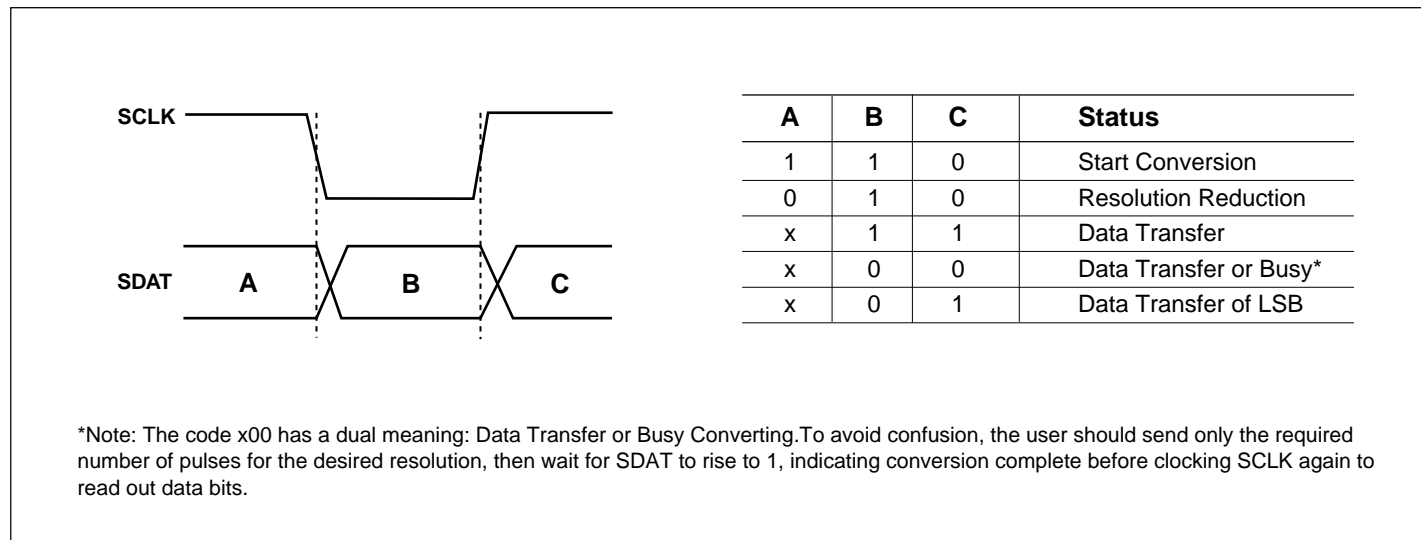 SCLK
SDAT A B C
A B C Status
1 1 0 Start Conversion
0 1 0 Resolution Reduction
x 1 1 Data Transfer
x 0 0 Data Transfer or Busy*
x 0 1 Data Transfer of LSB
*Note: The code x00 has a dual meaning: Data Transfer or Busy Converting.To avoid confusion, the user should send only the required
number of pulses for the desired resolution, then wait for SDAT to rise to 1, indicating conversion complete before clocking SCLK again to
read out data bits.